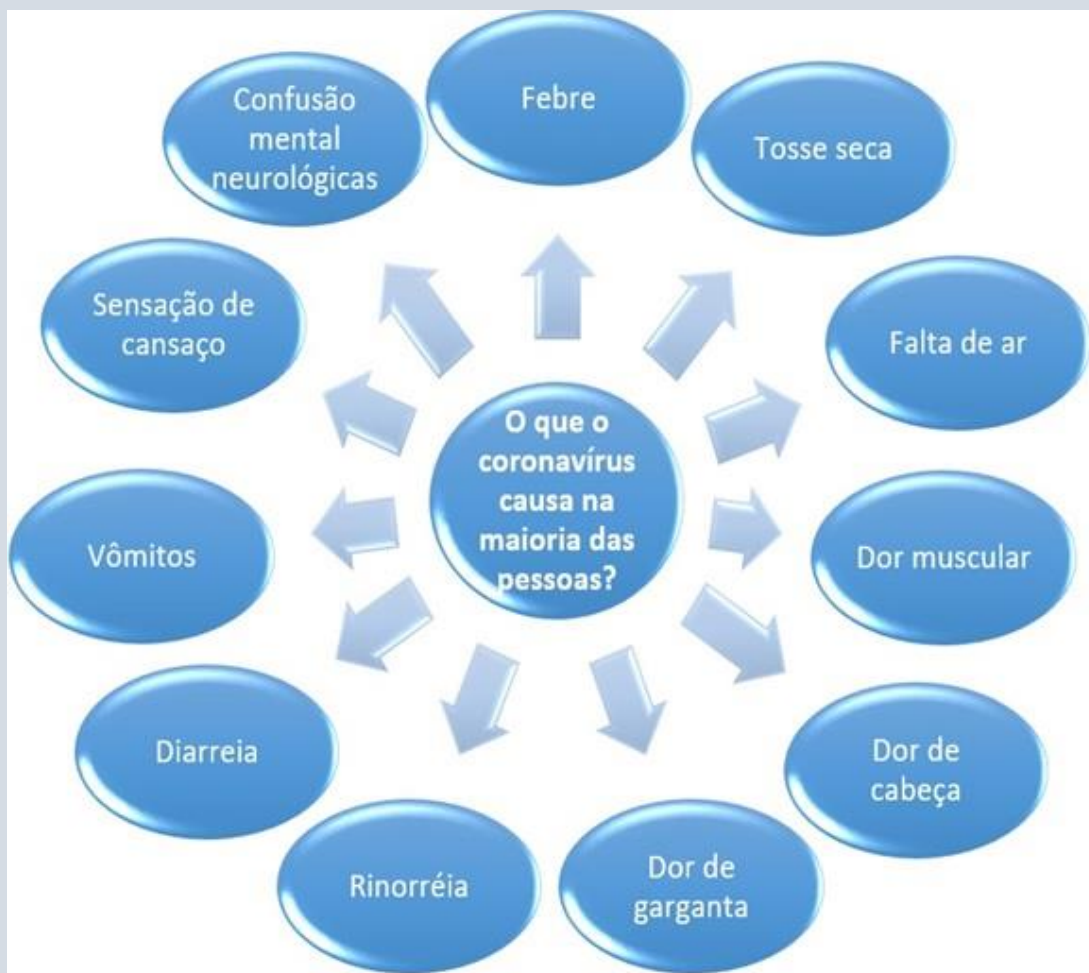 O que o
coronavírus
causa na
maioria das
pessoas?
Febre
Tosse seca
Falta de ar
Dor muscular
Dor de
cabeça
Dor de
garganta
Rinorréia
Diarreia
Vômitos
Sensação de
cansaço
Confusão
mental
neurológicas